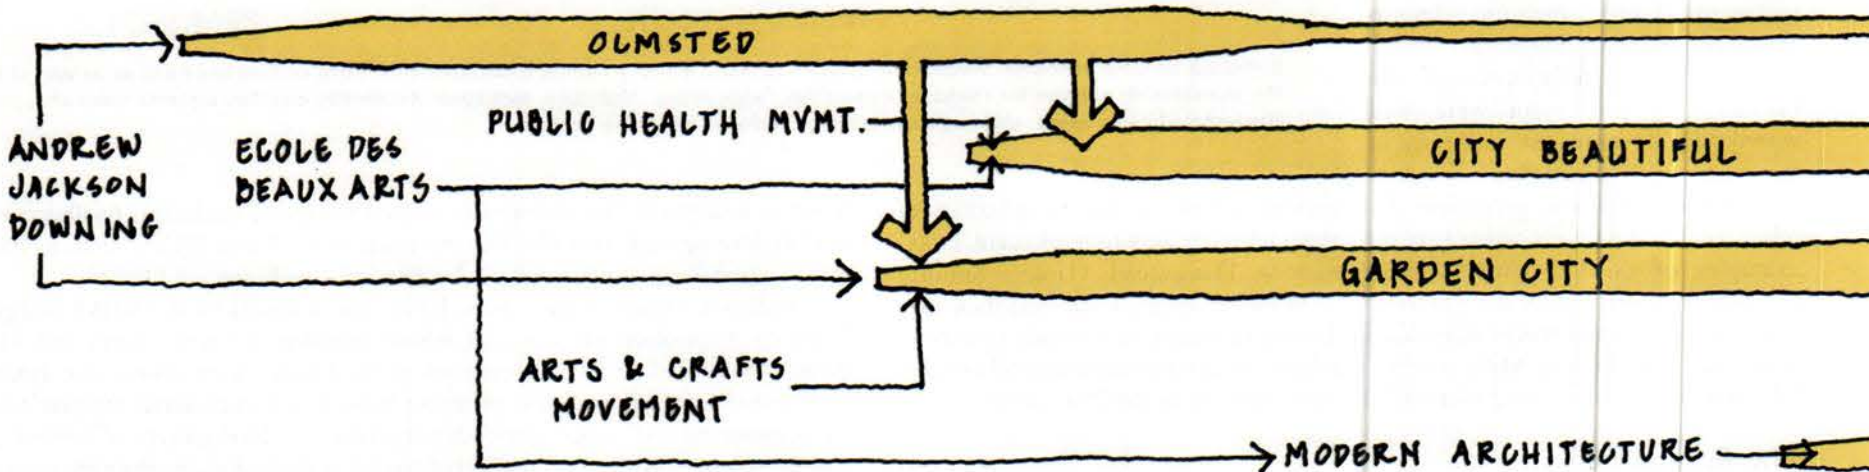 OLMSTED
PUBLIC HEALTH MVMT.
ANDREW
JACKSON
DOWNING
ECOLE DES
BEAUX ARTS
CITY BEAUTIFUL
GARDEN CITY
ARTS & CRAFTS
MOVEMENT
MODERN ARCHITECTURE